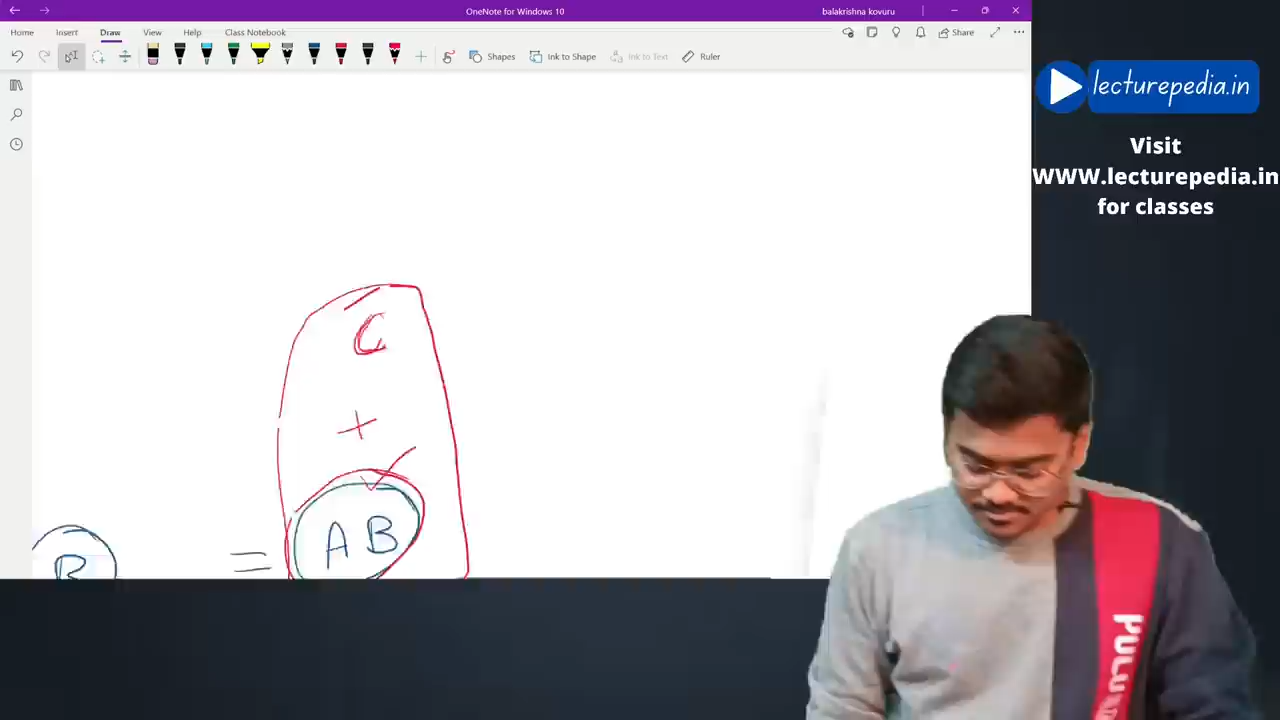 OneNote for Windows 10
balakrishna kovuru
Home Insert Draw View Help Class Notebook
Share
Shapes Ink to Shape Ink to Text Ruler
lecturepedia.in
Visit
WWW.lecturepedia.in
for classes
C
+
B = A B